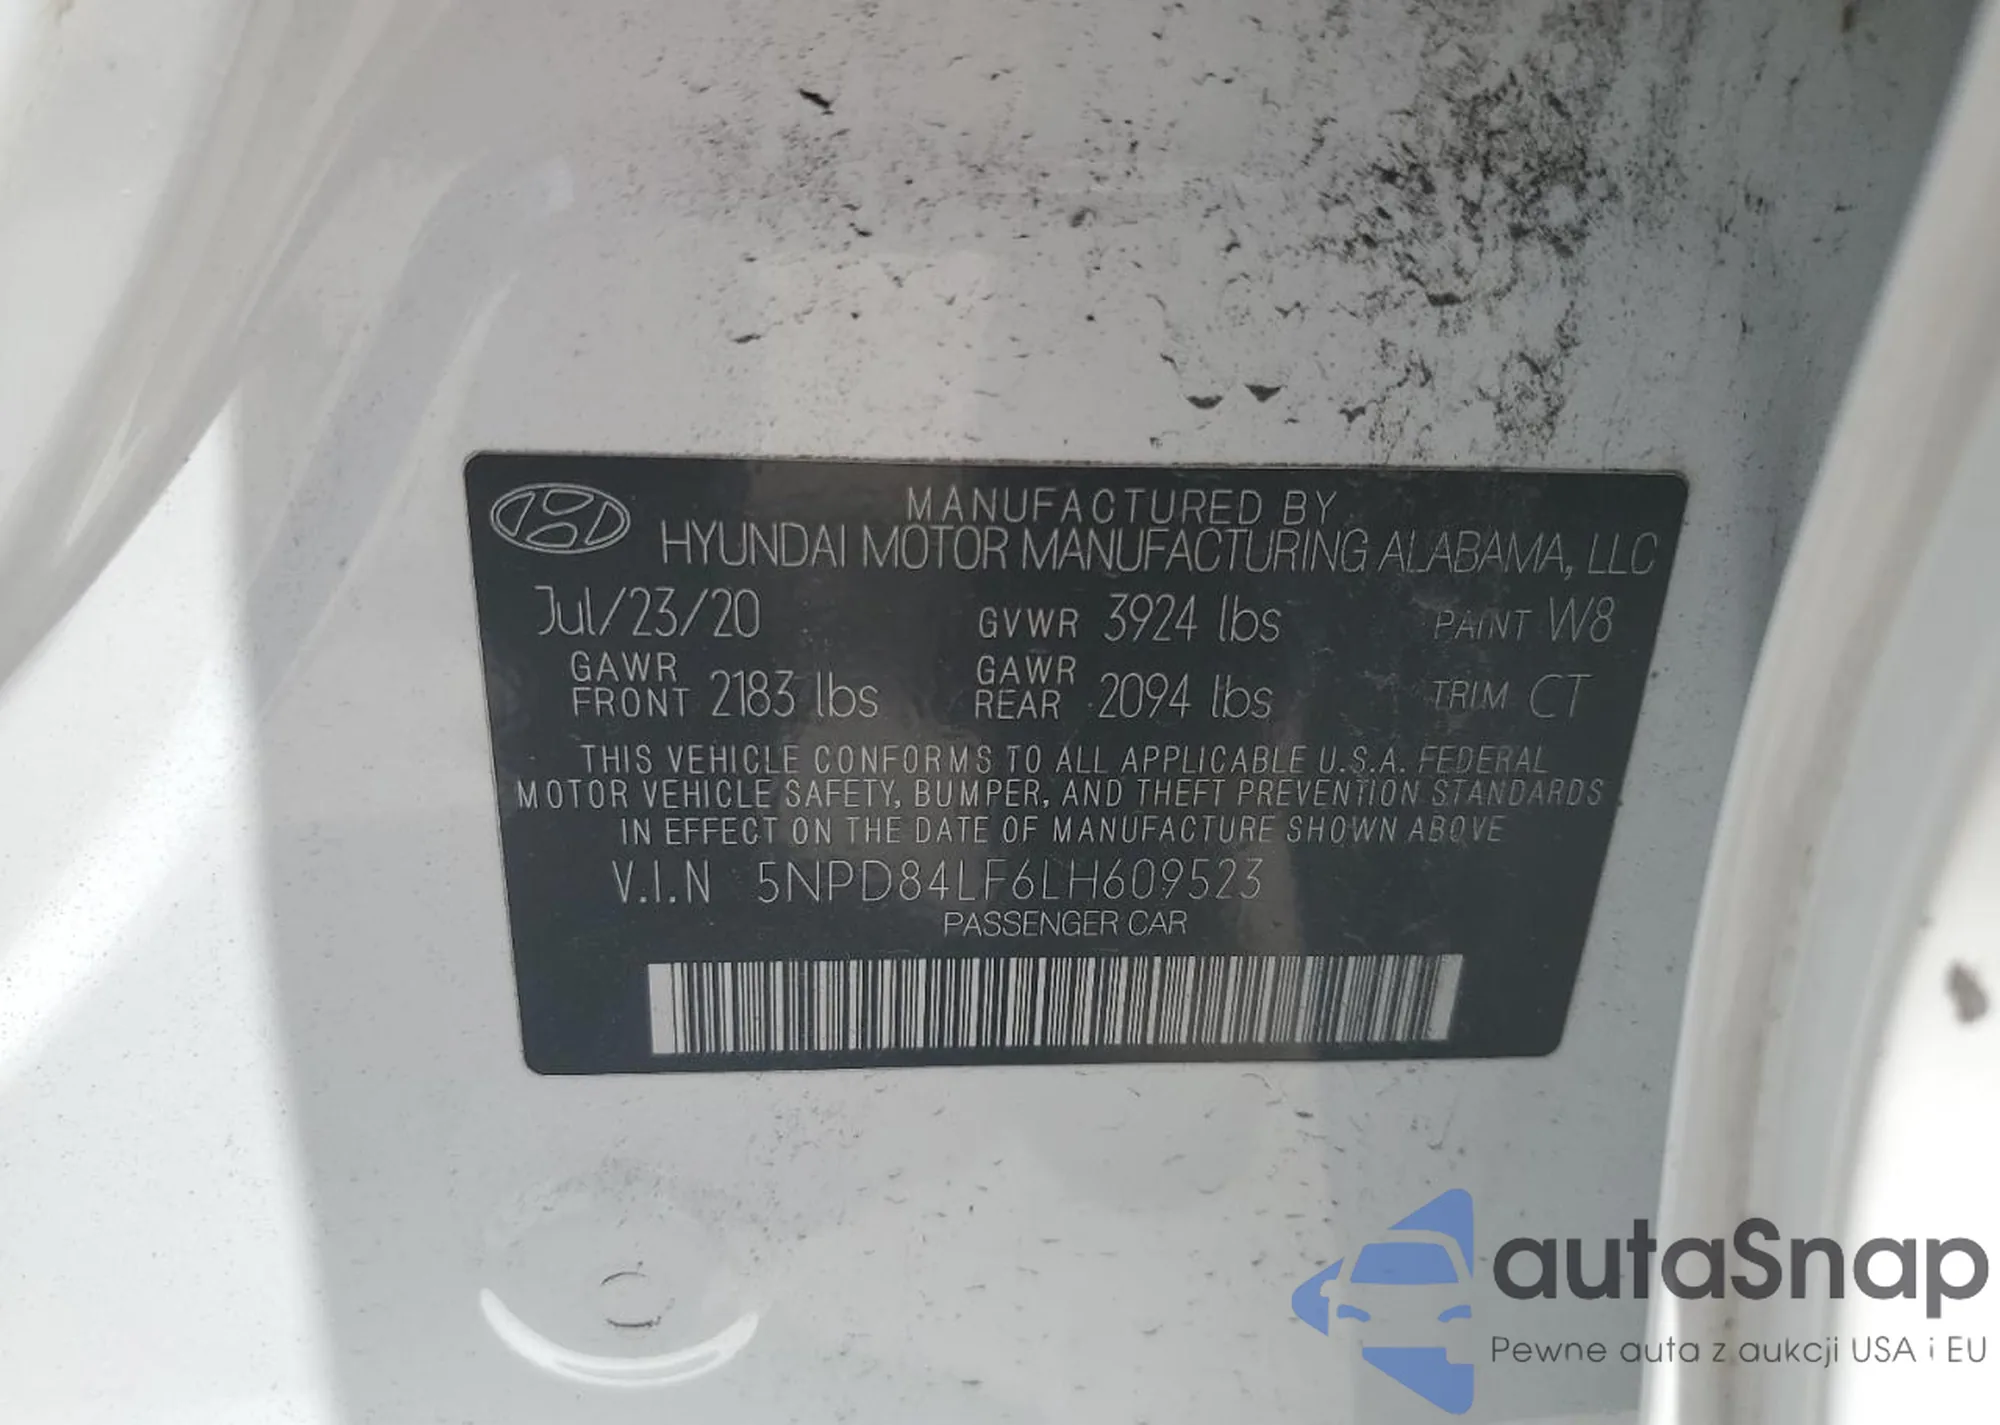 MANUFACTURED BY
HYUNDAI MOTOR MANUFACTURING ALABAMA, LLC
Jul/23/20 GVWR 3924 lbs PAINT W8
GAWR FRONT 2183 lbs GAWR REAR 2094 lbs TRIM CT
THIS VEHICLE CONFORMS TO ALL APPLICABLE U.S.A. FEDERAL
MOTOR VEHICLE SAFETY, BUMPER, AND THEFT PREVENTION STANDARDS
IN EFFECT ON THE DATE OF MANUFACTURE SHOWN ABOVE
V.I.N 5NPD84LF6LH609523
PASSENGER CAR
autaSnap
Pewne auta z aukcji USA i EU